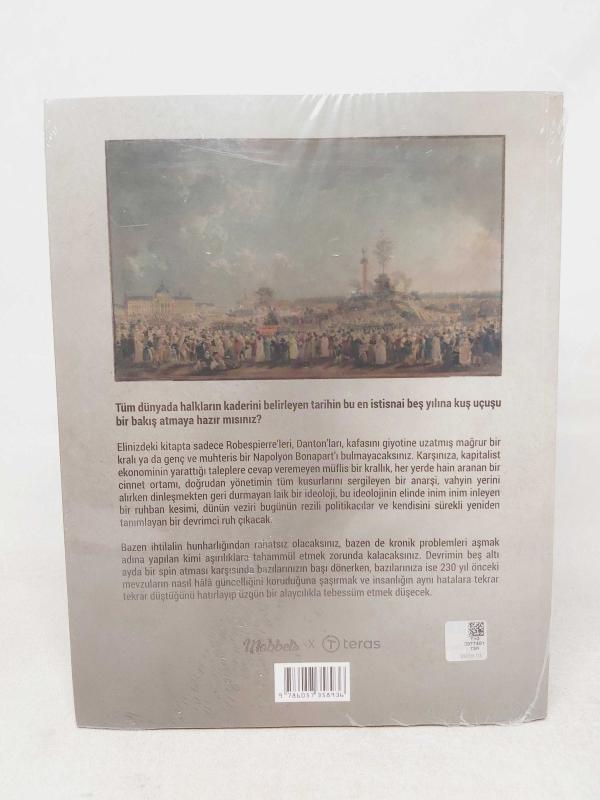 Tüm dünyada halkların kaderini belirleyen tarihin bu en istisnai beş yılına kuş uçuşu
bir bakış atmaya hazır mısınız?
Elinizdeki kitapta sadece Robespierre'leri, Danton'ları, kafasını giyotine uzatmış mağrur bir
kralı ya da genç ve muhteris bir Napolyon Bonapart'ı bulmayacaksınız. Karşınıza, kapitalist
ekonominin yarattığı taleplere cevap veremeyen müflis bir krallık, her yerde hain aranan bir
cinnet ortamı, doğrudan yönetimin tüm kusurlarını sergileyen bir anarşi, vahyin yerini
alırken dinleşmekten geri durmayan laik bir ideoloji, bu ideolojinin elinde inim inim inleyen
bir ruhban kesimi, dünün veziri bugünün rezili politikacılar ve kendisini sürekli yeniden
tanımlayan bir devrimci ruh çıkacak.
Bazen ihtilalin hunharlığından rahatsız olacaksınız, bazen de kronik problemleri aşmak
adına yapılan kimi aşırılıklara tahammül etmek zorunda kalacaksınız. Devrimin beş altı
ayda bir spin atması karşısında bazılarınızın başı dönerken, bazılarınıza ise 230 yıl önceki
mevzuların nasıl hâlâ güncelliğini koruduğuna şaşırmak ve insanlığın aynı hatalara tekrar
tekrar düştüğünü hatırlayıp üzgün bir alaycılıkla tebessüm etmek düşecek.
Mabbels X teras